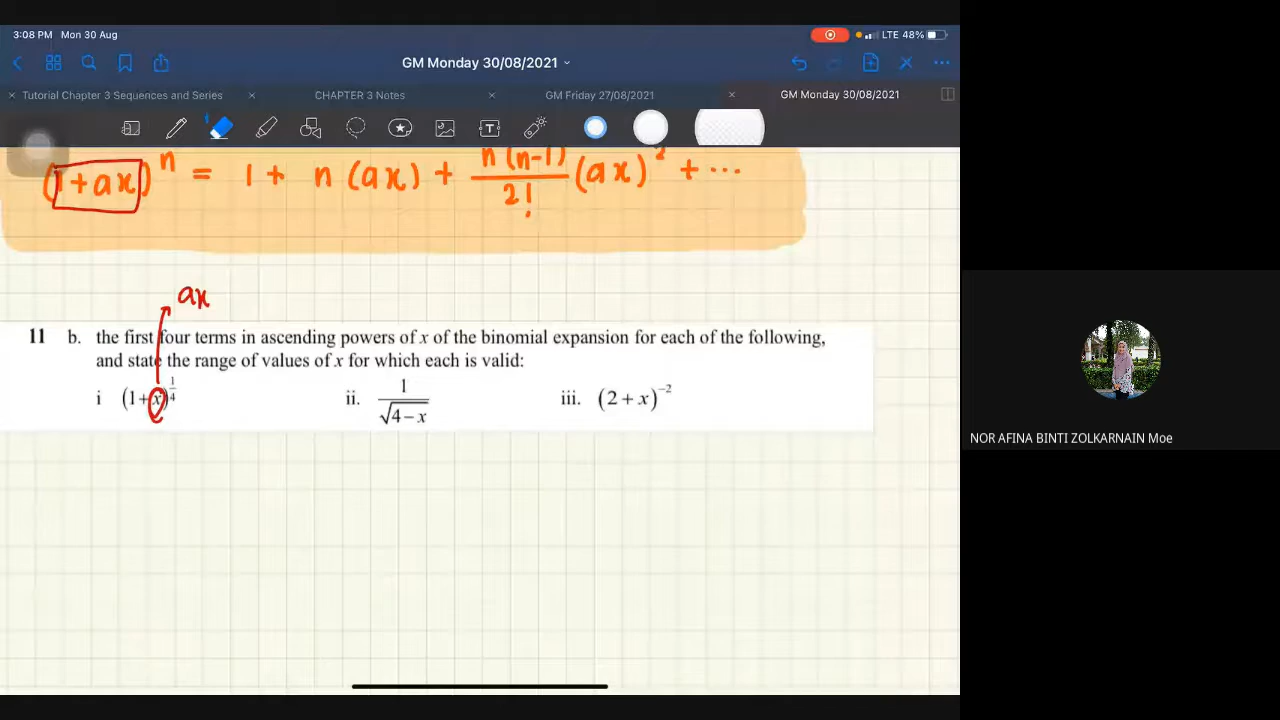 3:08 PM Mon 30 Aug
LTE 48%
GM Monday 30/08/2021
Tutorial Chapter 3 Sequences and Series
CHAPTER 3 Notes
GM Friday 27/08/2021
GM Monday 30/08/2021
(1+ax)^n = 1 + n(ax) + n(n-1)/2! (ax)^2 + ...
ax
11 b. the first four terms in ascending powers of x of the binomial expansion for each of the following,
and state the range of values of x for which each is valid:
i (1+x)^(1/4) ii. 1/√(4−x) iii. (2+x)^−2
NOR AFINA BINTI ZOLKARNAIN Moe